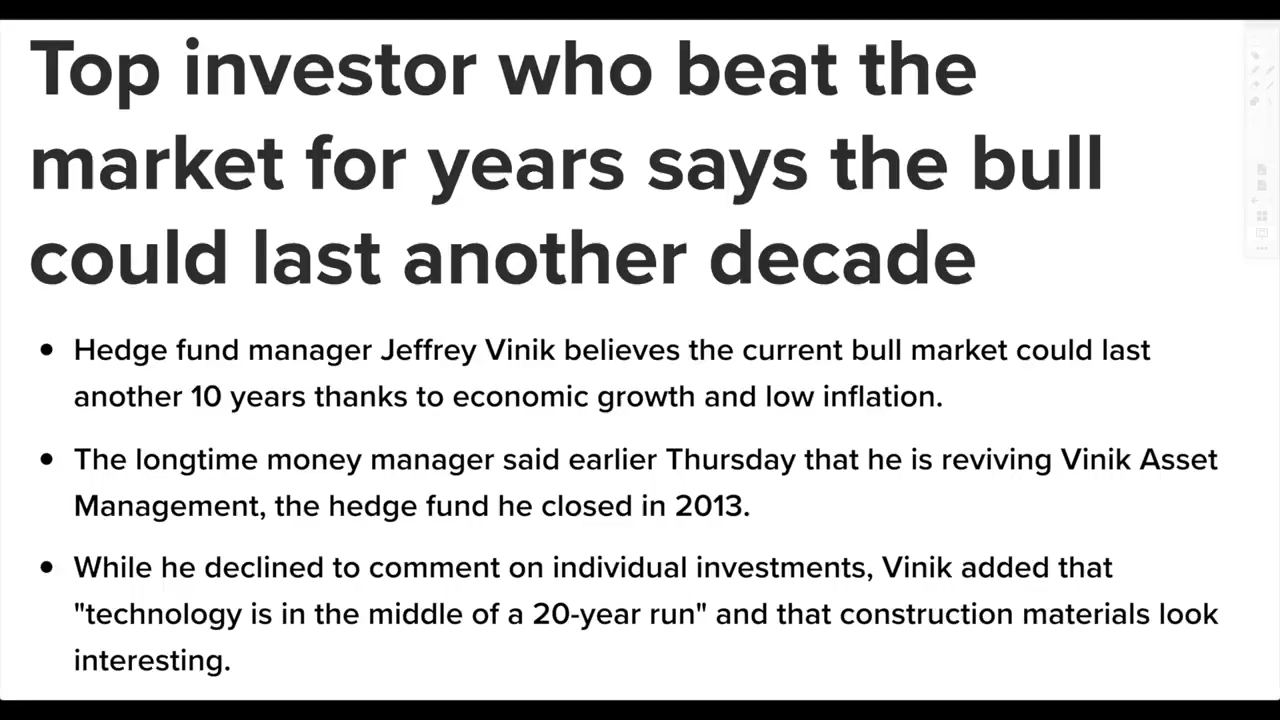 Top investor who beat the
market for years says the bull
could last another decade
• Hedge fund manager Jeffrey Vinik believes the current bull market could last
another 10 years thanks to economic growth and low inflation.
• The longtime money manager said earlier Thursday that he is reviving Vinik Asset
Management, the hedge fund he closed in 2013.
• While he declined to comment on individual investments, Vinik added that
"technology is in the middle of a 20-year run" and that construction materials look
interesting.